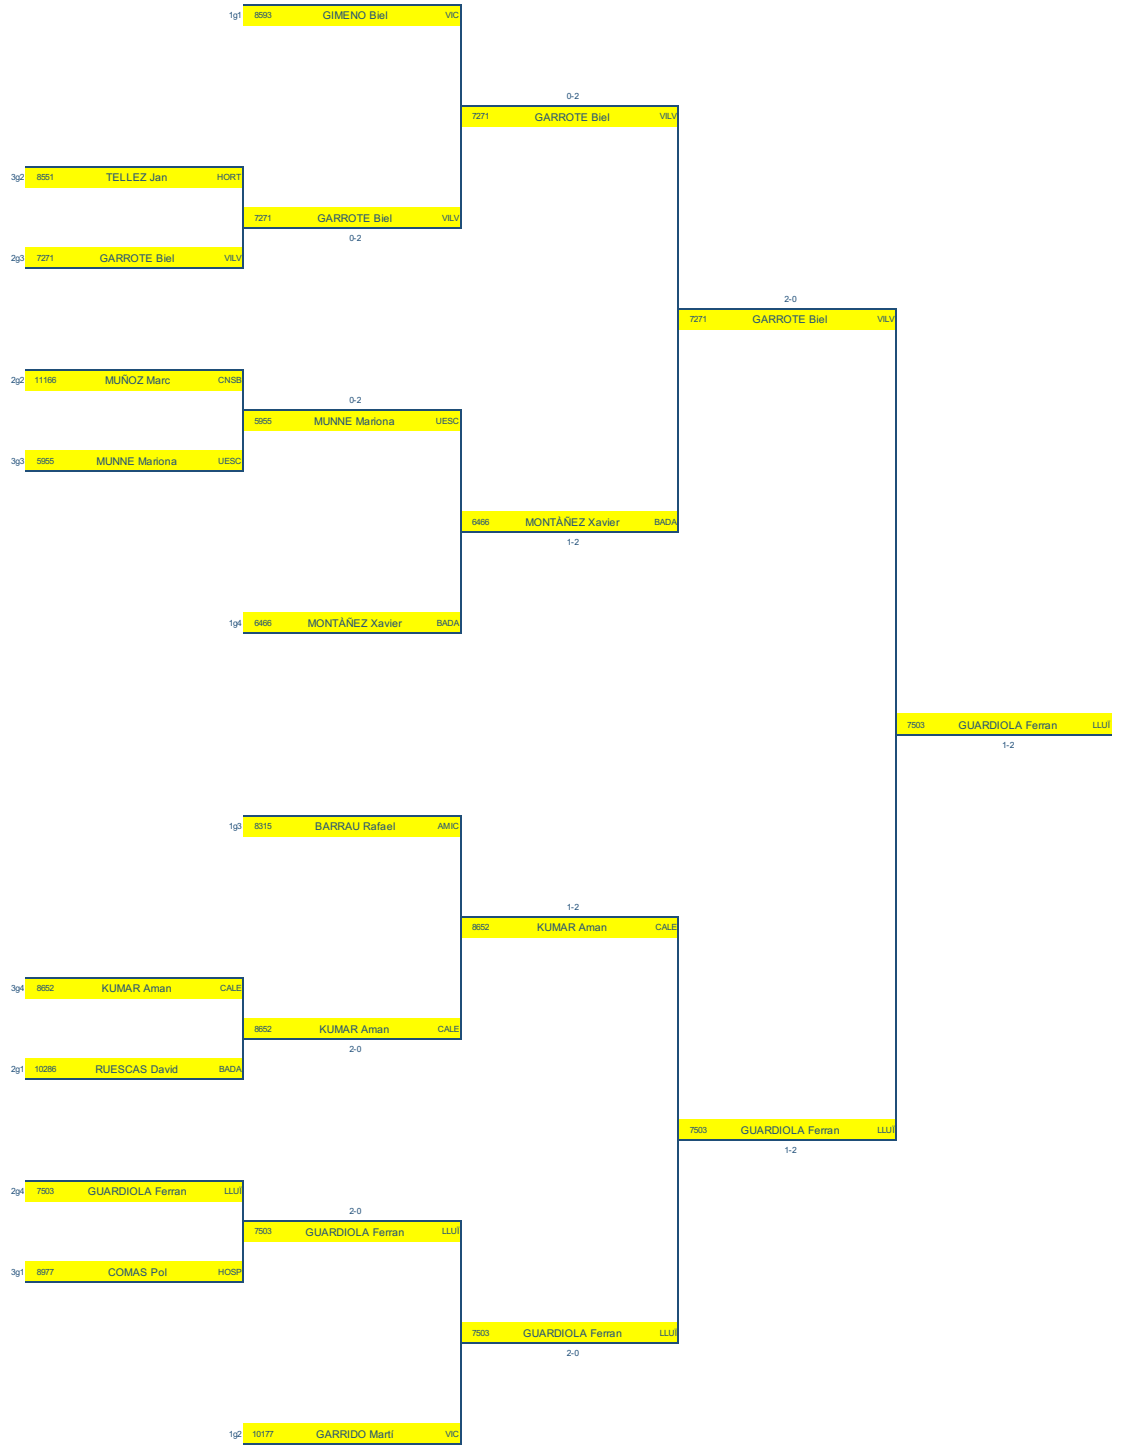 1g1 8593 GIMENO Biel VIC
0-2
7271 GARROTE Biel VILV
3g2 8551 TELLEZ Jan HORT
7271 GARROTE Biel VILV
0-2
2g3 7271 GARROTE Biel VILV
2-0
7271 GARROTE Biel VILV
2g2 11166 MUÑOZ Marc CNSB
0-2
5955 MUNNE Mariona UESC
3g3 5955 MUNNE Mariona UESC
6466 MONTÀÑEZ Xavier BADA
1-2
1g4 6466 MONTÀÑEZ Xavier BADA
7503 GUARDIOLA Ferran LLUÏ
1-2
1g3 8315 BARRAU Rafael AMIC
1-2
8652 KUMAR Aman CALE
3g4 8652 KUMAR Aman CALE
8652 KUMAR Aman CALE
2-0
2g1 10286 RUESCAS David BADA
7503 GUARDIOLA Ferran LLUÏ
1-2
2g4 7503 GUARDIOLA Ferran LLUÏ
2-0
7503 GUARDIOLA Ferran LLUÏ
3g1 8977 COMAS Pol HOSP
7503 GUARDIOLA Ferran LLUÏ
2-0
1g2 10177 GARRIDO Martí VIC